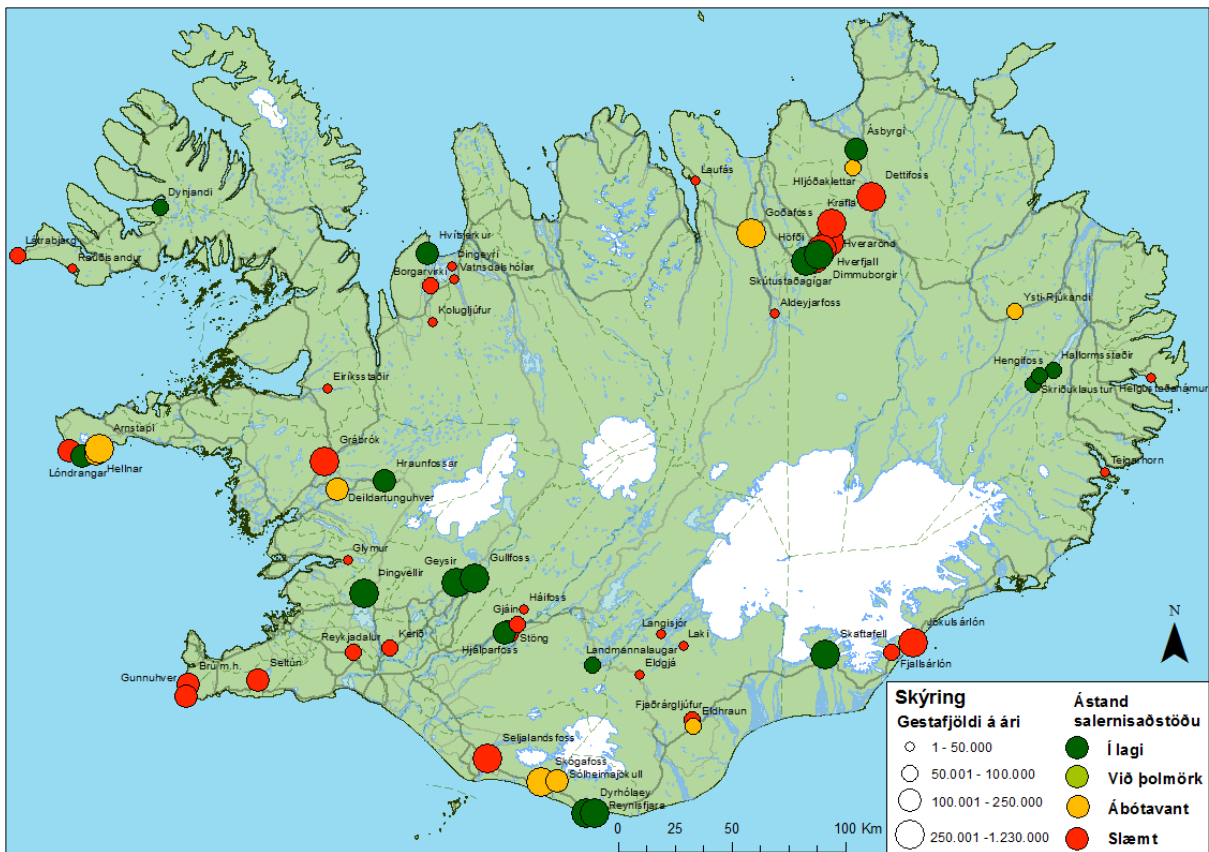 Ásbyrgi
Laufás
Hljóðaklettar
Dettifoss
Krafla
Dynjandi
Goðafoss
Hvítserkur
Höfði
Hverarönd
Látrabjarg
Rauðisandur
Þingeyri
Vatnsdalshólar
Hverfjall
Borgarvirki
Dimmuborgir
Skútustaðagígar
Ysti-Rjúkandi
Aldeyjarfoss
Kolugljúfur
Hengifoss
Hallormsstaðir
Eiríksstaðir
Skriðuklaustur
Helgustaðanámur
Arnstapi
Grábrók
Lóndrangar
Hellnar
Hraunfossar
Teigarhorn
Deildartunguhver
Glymur
Geysir
Gullfoss
Þingvellir
Háifoss
Gjáin
Langisjór
Stöng
Laki
Skaftafell
Jökulsárlón
Reykjadalur
Kerið
Hjálparfoss
Landmannalaugar
Brú m.h.
Seltún
Eldgjá
Fjallsárlón
Gunnuhver
Fjaðrárgljúfur
Eldhraun
Seljalandsfoss
Skógafoss
Sólheimajökull
Dyrhólaey
Reynisfjara
N
0 25 50 100 Km
Skýring
Gestafjöldi á ári
1 - 50.000
50.001 - 100.000
100.001 - 250.000
250.001 -1.230.000
Ástand
salernisaðstöðu
Í lagi
Við þolmörk
Ábótavant
Slæmt